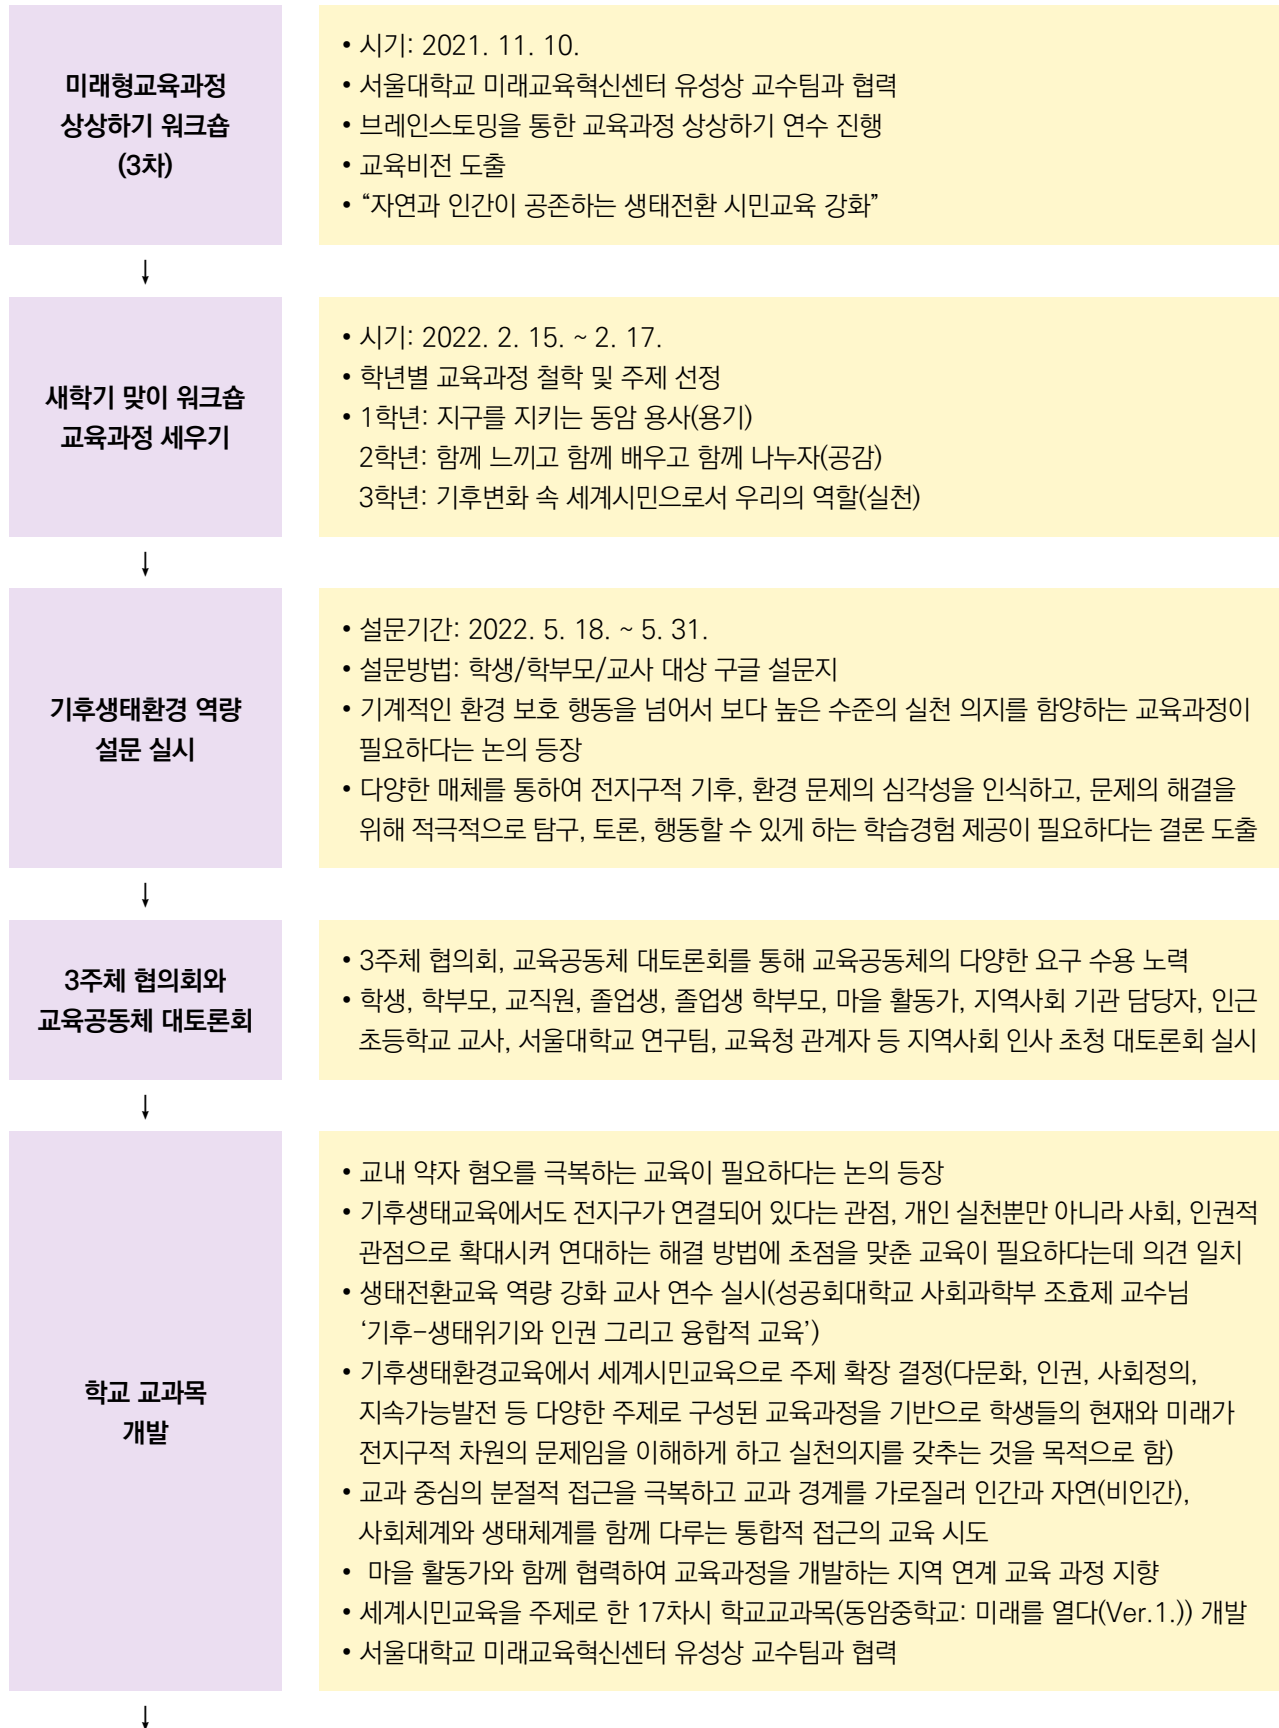 미래형교육과정
상상하기 워크숍
(3차)
• 시기: 2021. 11. 10.
• 서울대학교 미래교육혁신센터 유성상 교수팀과 협력
• 브레인스토밍을 통한 교육과정 상상하기 연수 진행
• 교육비전 도출
• “자연과 인간이 공존하는 생태전환 시민교육 강화”
↓
새학기 맞이 워크숍
교육과정 세우기
• 시기: 2022. 2. 15. ~ 2. 17.
• 학년별 교육과정 철학 및 주제 선정
• 1학년: 지구를 지키는 동암 용사(용기)
2학년: 함께 느끼고 함께 배우고 함께 나누자(공감)
3학년: 기후변화 속 세계시민으로서 우리의 역할(실천)
↓
기후생태환경 역량
설문 실시
• 설문기간: 2022. 5. 18. ~ 5. 31.
• 설문방법: 학생/학부모/교사 대상 구글 설문지
• 기계적인 환경 보호 행동을 넘어서 보다 높은 수준의 실천 의지를 함양하는 교육과정이
필요하다는 논의 등장
• 다양한 매체를 통하여 전지구적 기후, 환경 문제의 심각성을 인식하고, 문제의 해결을
위해 적극적으로 탐구, 토론, 행동할 수 있게 하는 학습경험 제공이 필요하다는 결론 도출
↓
3주체 협의회와
교육공동체 대토론회
• 3주체 협의회, 교육공동체 대토론회를 통해 교육공동체의 다양한 요구 수용 노력
• 학생, 학부모, 교직원, 졸업생, 졸업생 학부모, 마을 활동가, 지역사회 기관 담당자, 인근
초등학교 교사, 서울대학교 연구팀, 교육청 관계자 등 지역사회 인사 초청 대토론회 실시
↓
학교 교과목
개발
• 교내 약자 혐오를 극복하는 교육이 필요하다는 논의 등장
• 기후생태교육에서도 전지구가 연결되어 있다는 관점, 개인 실천뿐만 아니라 사회, 인권적
관점으로 확대시켜 연대하는 해결 방법에 초점을 맞춘 교육이 필요하다는데 의견 일치
• 생태전환교육 역량 강화 교사 연수 실시(성공회대학교 사회과학부 조효제 교수님
‘기후-생태위기와 인권 그리고 융합적 교육’)
• 기후생태환경교육에서 세계시민교육으로 주제 확장 결정(다문화, 인권, 사회정의,
지속가능발전 등 다양한 주제로 구성된 교육과정을 기반으로 학생들의 현재와 미래가
전지구적 차원의 문제임을 이해하게 하고 실천의지를 갖추는 것을 목적으로 함)
• 교과 중심의 분절적 접근을 극복하고 교과 경계를 가로질러 인간과 자연(비인간),
사회체계와 생태체계를 함께 다루는 통합적 접근의 교육 시도
• 마을 활동가와 함께 협력하여 교육과정을 개발하는 지역 연계 교육 과정 지향
• 세계시민교육을 주제로 한 17차시 학교교과목(동암중학교: 미래를 열다(Ver.1.)) 개발
• 서울대학교 미래교육혁신센터 유성상 교수팀과 협력
↓